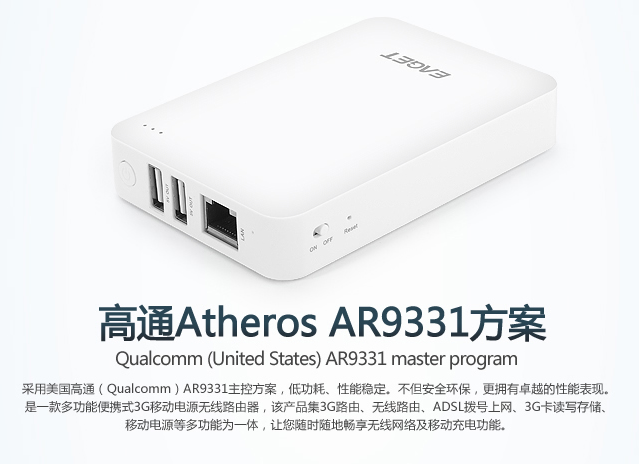 EAGET
5V OUT
5V OUT
LAN
ON OFF
Reset
高通Atheros AR9331方案
Qualcomm (United States) AR9331 master program
采用美国高通（Qualcomm）AR9331主控方案，低功耗、性能稳定。不但安全环保，更拥有卓越的性能表现。
是一款多功能便携式3G移动电源无线路由器，该产品集3G路由、无线路由、ADSL拨号上网、3G卡读写存储、
移动电源等多功能为一体，让您随时随地畅享无线网络及移动充电功能。